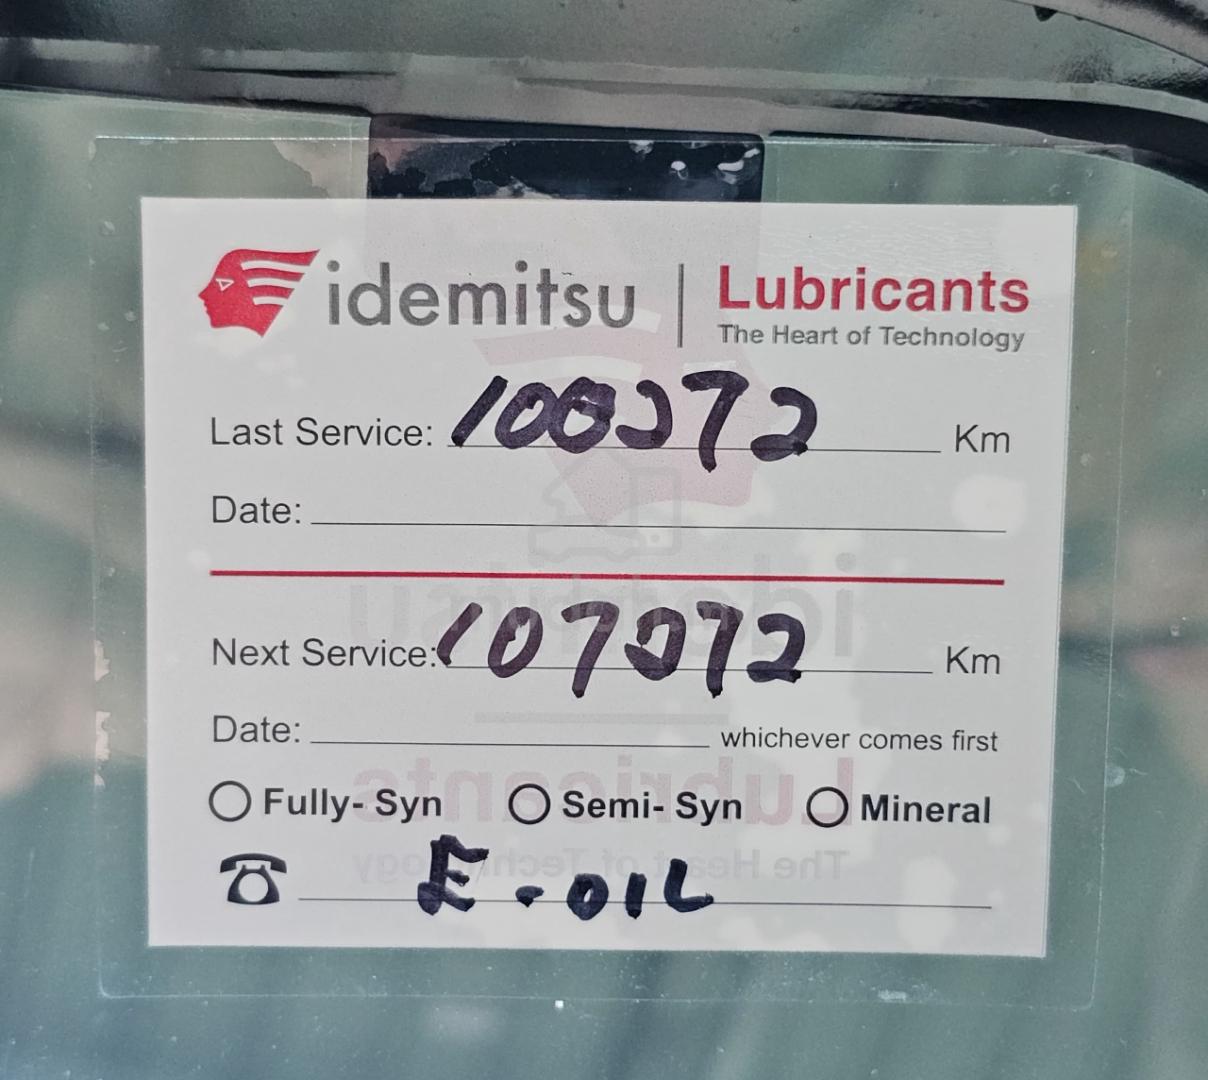 idemitsu | Lubricants
The Heart of Technology
Last Service: 100072 Km
Date:
Next Service: 107072 Km
Date: whichever comes first
Fully- Syn Semi- Syn Mineral
E-OIL